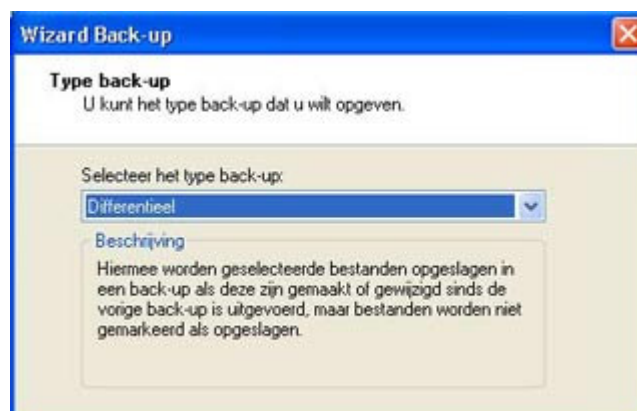 Wizard Back-up
Type back-up
U kunt het type back-up dat u wilt opgeven.
Selecteer het type back-up:
Differentieel
Beschrijving
Hiermee worden geselecteerde bestanden opgeslagen in
een back-up als deze zijn gemaakt of gewijzigd sinds de
vorige back-up is uitgevoerd, maar bestanden worden niet
gemarkeerd als opgeslagen.